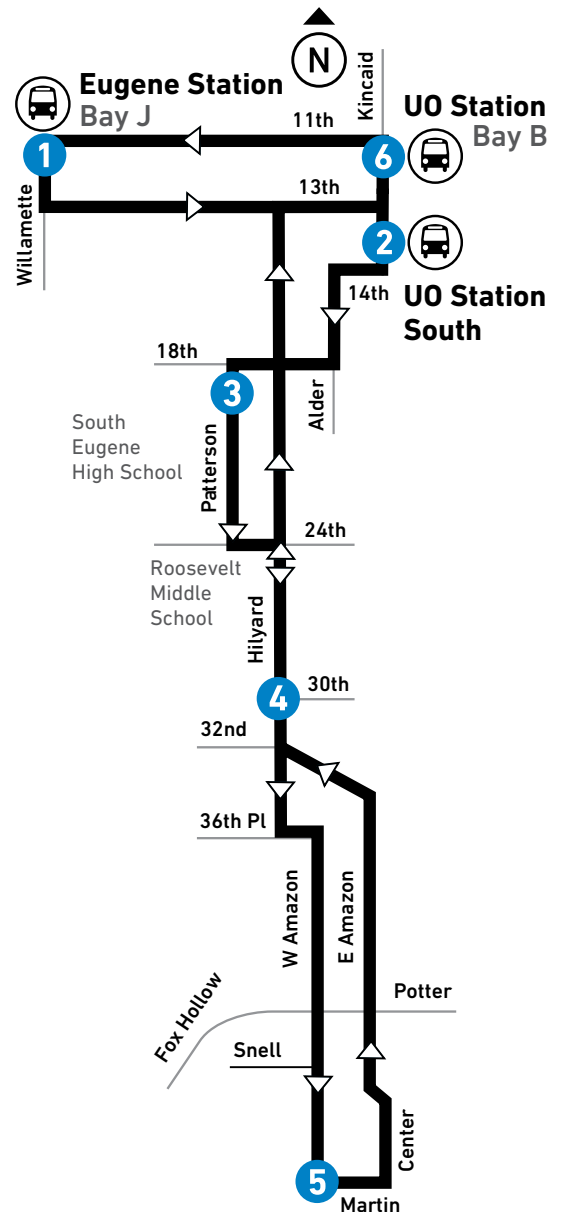 N
Kincaid
Eugene Station
Bay J
UO Station
Bay B
11th
1
6
13th
Willamette
2
14th
UO Station
South
18th
3
Alder
South
Eugene
High School
Patterson
24th
Roosevelt
Middle
School
Hilyard
4
30th
32nd
36th Pl
W Amazon
E Amazon
Potter
Fox Hollow
Snell
Center
5
Martin